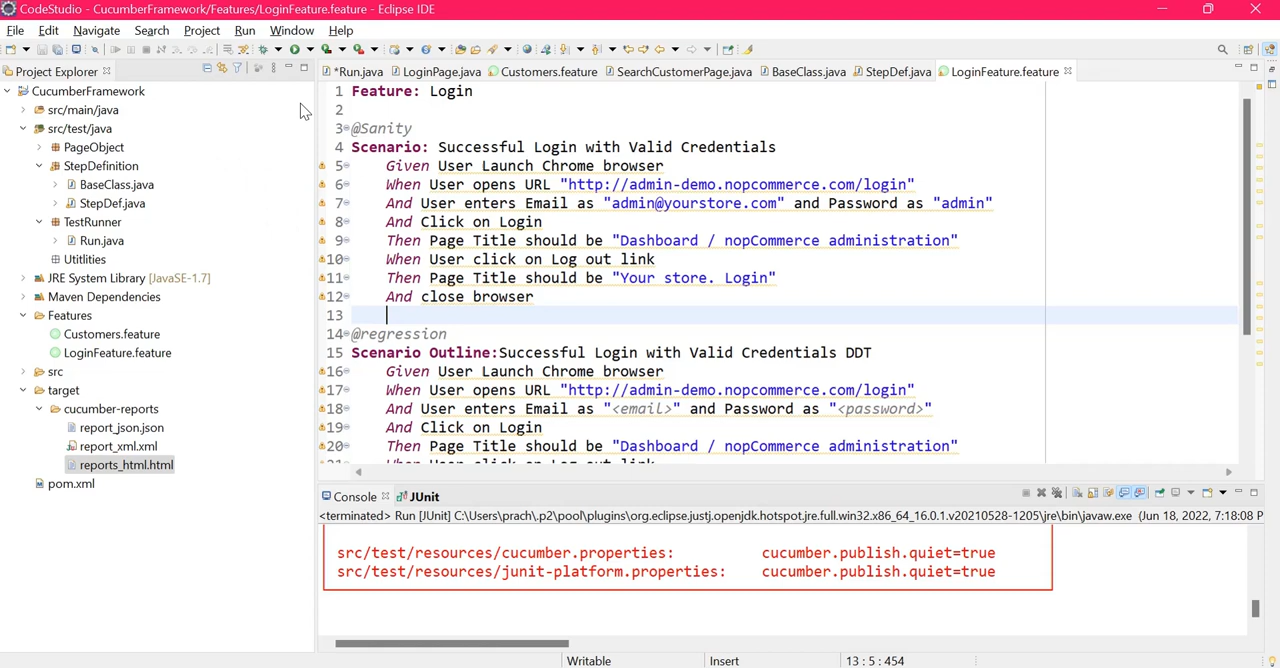 CodeStudio - CucumberFramework/Features/LoginFeature.feature - Eclipse IDE
File Edit Navigate Search Project Run Window Help
Project Explorer
*Run.java LoginPage.java Customers.feature SearchCustomerPage.java BaseClass.java StepDef.java LoginFeature.feature
CucumberFramework
src/main/java
src/test/java
PageObject
StepDefinition
BaseClass.java
StepDef.java
TestRunner
Run.java
Utitlities
JRE System Library [JavaSE-1.7]
Maven Dependencies
Features
Customers.feature
LoginFeature.feature
src
target
cucumber-reports
report_json.json
report_xml.xml
reports_html.html
pom.xml
1 Feature: Login
2
3 @Sanity
4 Scenario: Successful Login with Valid Credentials
5 Given User Launch Chrome browser
6 When User opens URL "http://admin-demo.nopcommerce.com/login"
7 And User enters Email as "admin@yourstore.com" and Password as "admin"
8 And Click on Login
9 Then Page Title should be "Dashboard / nopCommerce administration"
10 When User click on Log out link
11 Then Page Title should be "Your store. Login"
12 And close browser
13
14 @regression
15 Scenario Outline:Successful Login with Valid Credentials DDT
16 Given User Launch Chrome browser
17 When User opens URL "http://admin-demo.nopcommerce.com/login"
18 And User enters Email as "<email>" and Password as "<password>"
19 And Click on Login
20 Then Page Title should be "Dashboard / nopCommerce administration"
Console JUnit
<terminated> Run [JUnit] C:\Users\prach\.p2\pool\plugins\org.eclipse.justj.openjdk.hotspot.jre.full.win32.x86_64_16.0.1.v20210528-1205\jre\bin\javaw.exe (Jun 18, 2022, 7:18:08 P
src/test/resources/cucumber.properties: cucumber.publish.quiet=true
src/test/resources/junit-platform.properties: cucumber.publish.quiet=true
Writable Insert 13 : 5 : 454